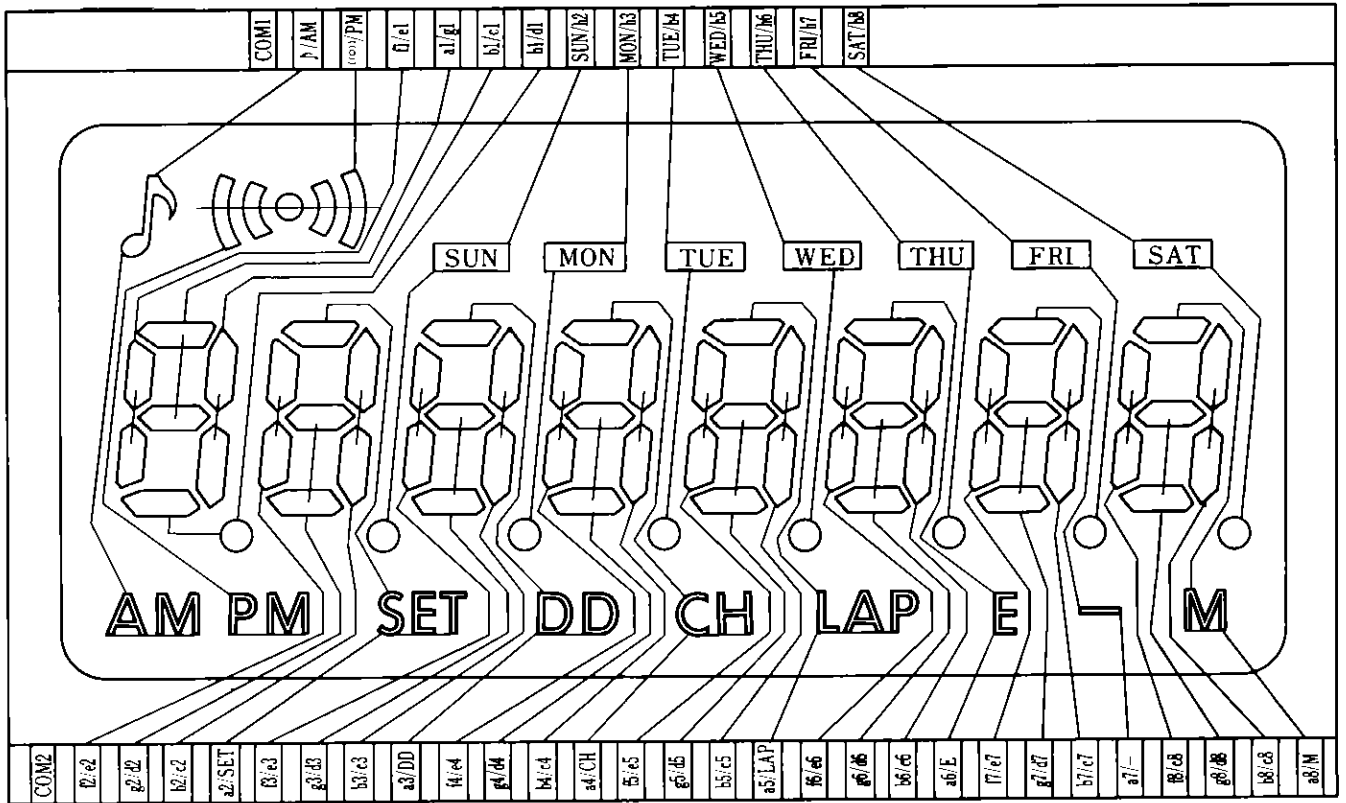 COM1 ♪/AM ((•))/PM f1/e1 a1/g1 b1/c1 h1/d1 SUN/h2 MON/h3 TUE/h4 WED/h5 THU/h6 FRI/h7 SAT/h8
SUN MON TUE WED THU FRI SAT
AM PM SET DD CH LAP E — M
COM2 f2/e2 g2/d2 b2/c2 a2/SET f3/e3 g3/d3 b3/c3 a3/DD f4/e4 g4/d4 b4/c4 a4/CH f5/e5 g5/d5 b5/c5 a5/LAP f6/e6 g6/d6 b6/c6 a6/E f7/e7 g7/d7 b7/c7 a7/- f8/e8 g8/d8 b8/c8 a8/M